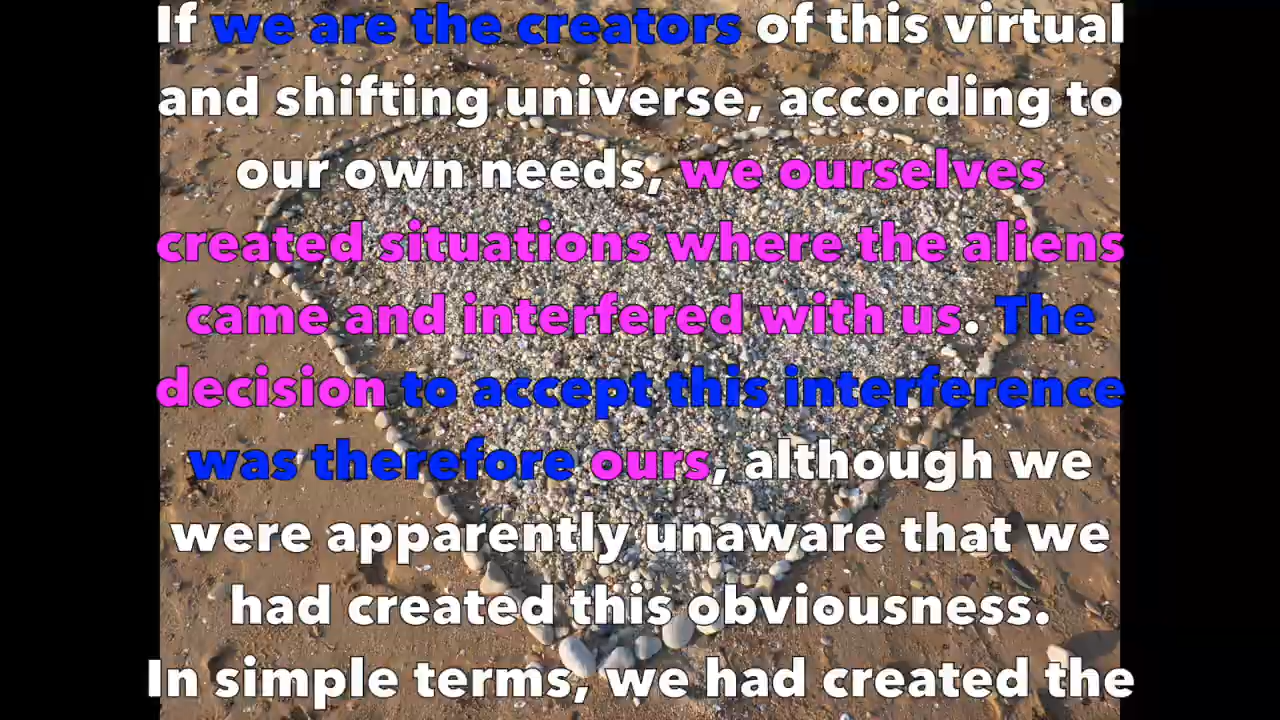 If we are the creators of this virtual
and shifting universe, according to
our own needs, we ourselves
created situations where the aliens
came and interfered with us. The
decision to accept this interference
was therefore ours, although we
were apparently unaware that we
had created this obviousness.
In simple terms, we had created the